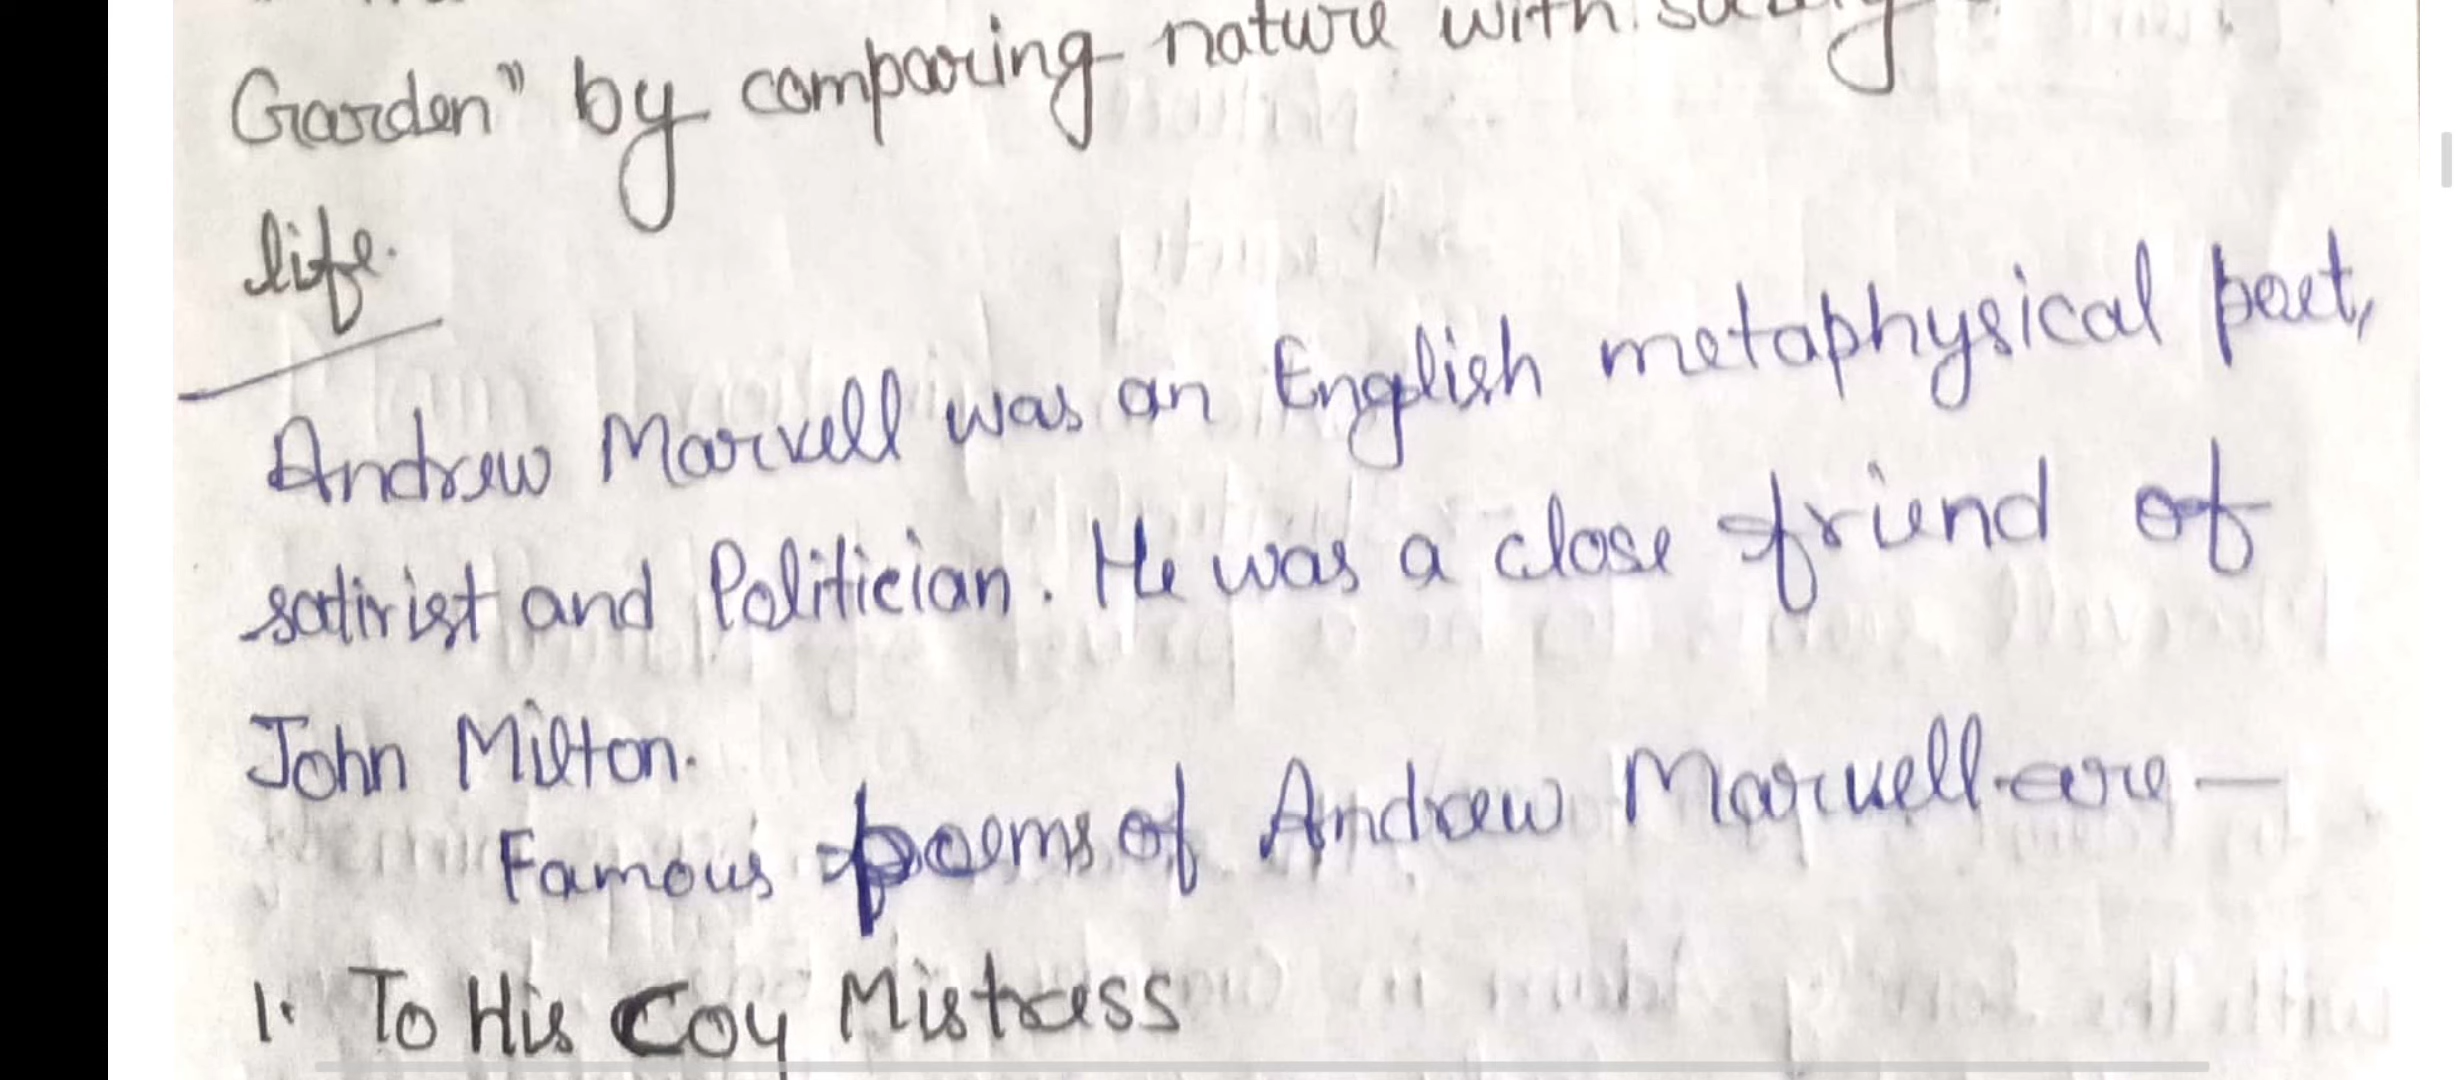 Garden" by comparing nature with
life.
Andrew Marvell was an English metaphysical poet,
satirist and Politician. He was a close friend of
John Milton.
Famous poems of Andrew Marvell are —
1. To His Coy Mistress